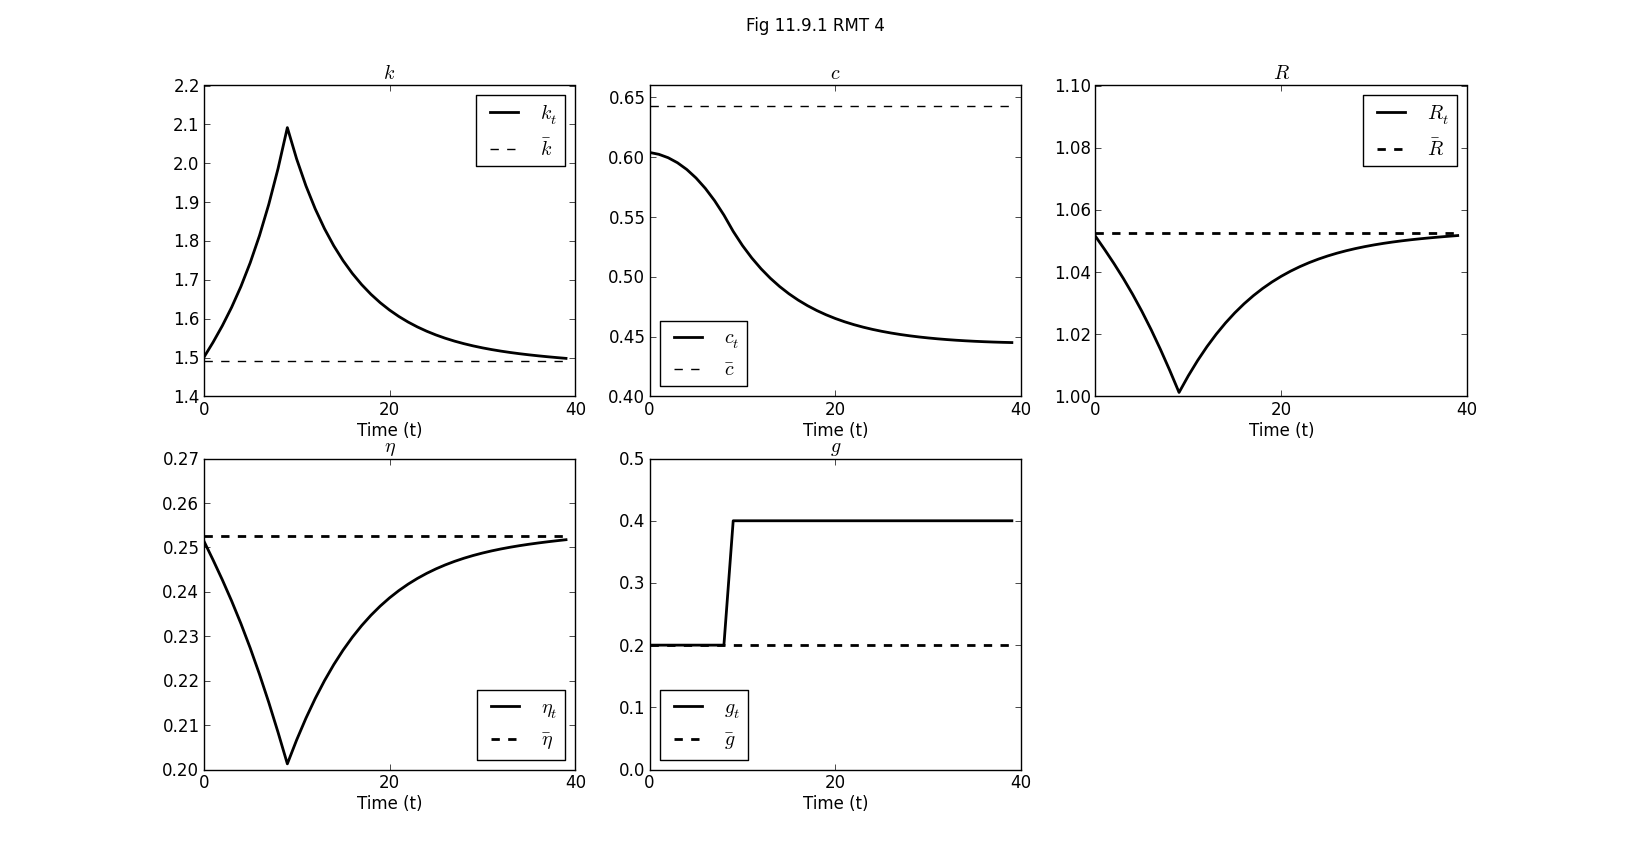 Fig 11.9.1 RMT 4
k
2.2
2.1
2.0
1.9
1.8
1.7
1.6
1.5
1.4
0 20 40
Time (t)
k_t
k̄
c
0.65
0.60
0.55
0.50
0.45
0.40
0 20 40
Time (t)
c_t
c̄
R
1.10
1.08
1.06
1.04
1.02
1.00
0 20 40
Time (t)
R_t
R̄
η
0.27
0.26
0.25
0.24
0.23
0.22
0.21
0.20
0 20 40
Time (t)
η_t
η̄
g
0.5
0.4
0.3
0.2
0.1
0.0
0 20 40
Time (t)
g_t
ḡ